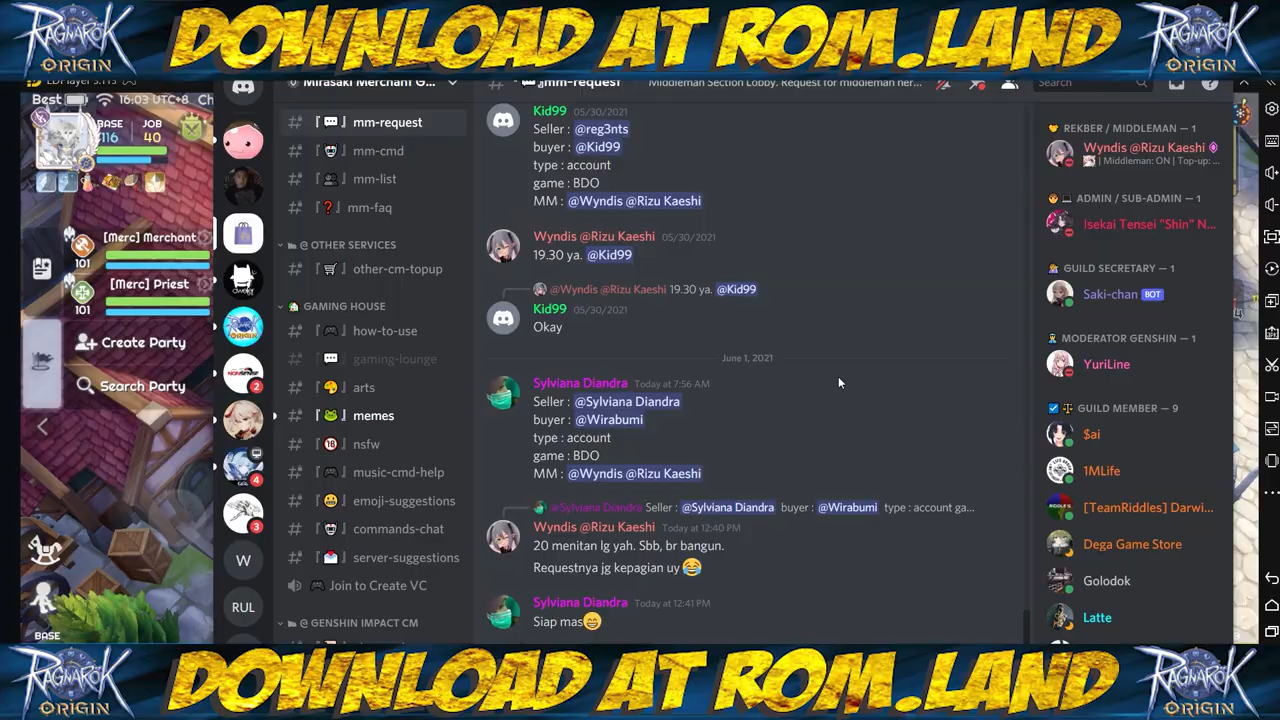 RAGNAROK
ORIGIN
DOWNLOAD AT ROM.LAND
RAGNAROK
ORIGIN
Best
16:03 UTC+8 Ch
BASE
116
JOB
40
[Merc] Merchant
101
[Merc] Priest
101
Create Party
Search Party
BASE
2
4
3
W
RUL
Mirasaki Merchant G...
mm-request
mm-cmd
mm-list
mm-faq
@ OTHER SERVICES
other-cm-topup
GAMING HOUSE
how-to-use
gaming-lounge
arts
memes
nsfw
music-cmd-help
emoji-suggestions
commands-chat
server-suggestions
Join to Create VC
@ GENSHIN IMPACT CM
mm-request
Middleman Section Lobby. Request for middleman her...
Search
Kid99 05/30/2021
Seller : @reg3nts
buyer : @Kid99
type : account
game : BDO
MM : @Wyndis @Rizu Kaeshi
Wyndis @Rizu Kaeshi 05/30/2021
19.30 ya. @Kid99
@Wyndis @Rizu Kaeshi 19.30 ya. @Kid99
Kid99 05/30/2021
Okay
June 1, 2021
Sylviana Diandra Today at 7:56 AM
Seller : @Sylviana Diandra
buyer : @Wirabumi
type : account
game : BDO
MM : @Wyndis @Rizu Kaeshi
@Sylviana Diandra Seller : @Sylviana Diandra buyer : @Wirabumi type : account ga...
Wyndis @Rizu Kaeshi Today at 12:40 PM
20 menitan lg yah. Sbb, br bangun.
Requestnya jg kepagian uy😂
Sylviana Diandra Today at 12:41 PM
Siap mas😁
REKBER / MIDDLEMAN — 1
Wyndis @Rizu Kaeshi
| Middleman: ON | Top-up: ...
ADMIN / SUB-ADMIN — 1
Isekai Tensei "Shin" N...
GUILD SECRETARY — 1
Saki-chan BOT
MODERATOR GENSHIN — 1
YuriLine
GUILD MEMBER — 9
$ai
1MLife
[TeamRiddles] Darwi...
Dega Game Store
Golodok
Latte
RAGNAROK
ORIGIN
DOWNLOAD AT ROM.LAND
RAGNAROK
ORIGIN